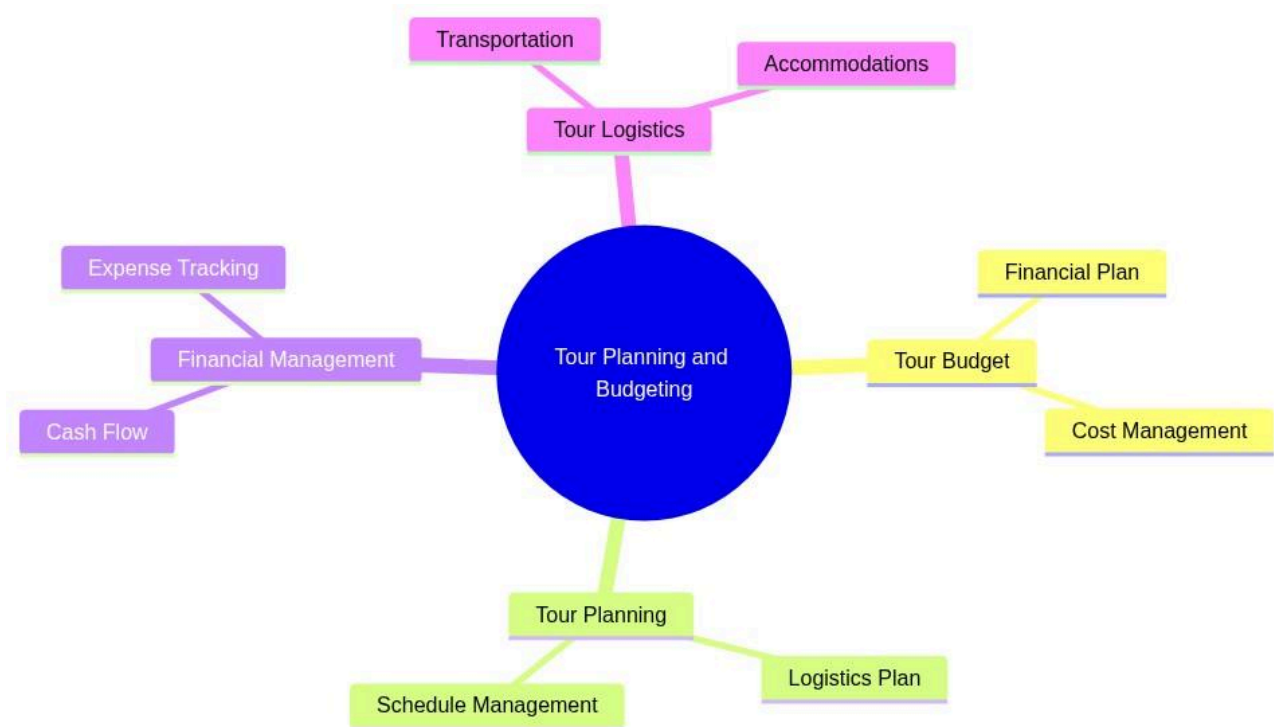 Transportation
Accommodations
Tour Logistics
Expense Tracking
Financial Plan
Financial Management
Tour Planning and
Budgeting
Tour Budget
Cash Flow
Cost Management
Tour Planning
Logistics Plan
Schedule Management